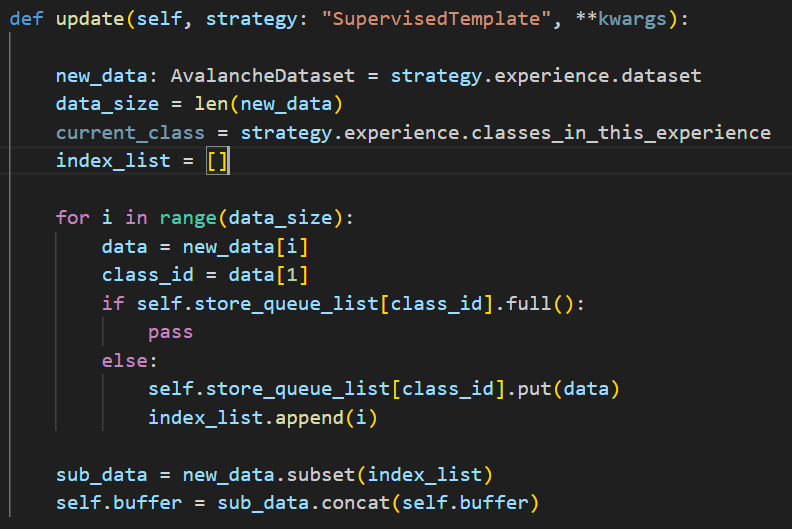 def update(self, strategy: "SupervisedTemplate", **kwargs):
new_data: AvalancheDataset = strategy.experience.dataset
data_size = len(new_data)
current_class = strategy.experience.classes_in_this_experience
index_list = []
for i in range(data_size):
data = new_data[i]
class_id = data[1]
if self.store_queue_list[class_id].full():
pass
else:
self.store_queue_list[class_id].put(data)
index_list.append(i)
sub_data = new_data.subset(index_list)
self.buffer = sub_data.concat(self.buffer)